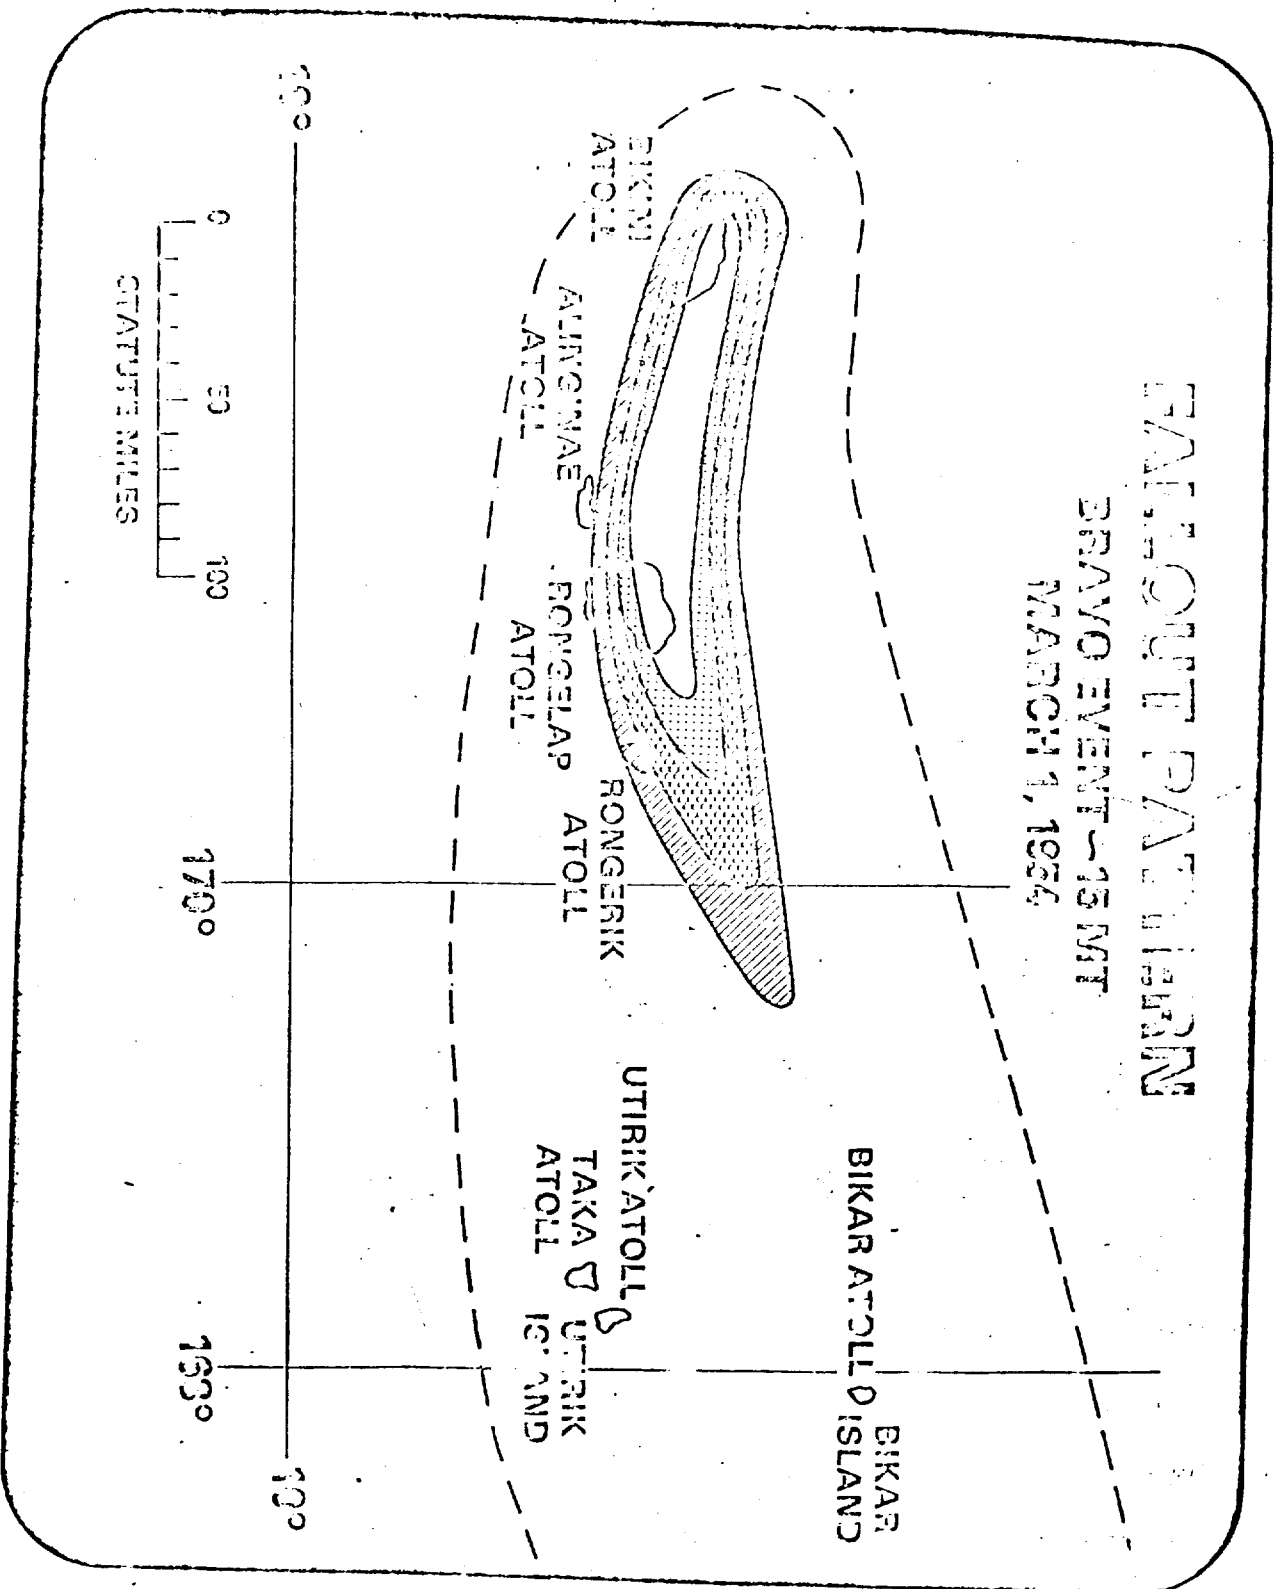 FALLOUT PATTERN
BRAVO EVENT ~ 15 MT
MARCH 1, 1954
BIKAR ATOLL
BIKAR
ISLAND
UTIRIK ATOLL
TAKA
ATOLL
UTIRIK
ISLAND
BIKINI
ATOLL
AILINGINAE
ATOLL
RONGELAP
ATOLL
RONGERIK
ATOLL
10°
170°
10°
0 50 100
STATUTE MILES